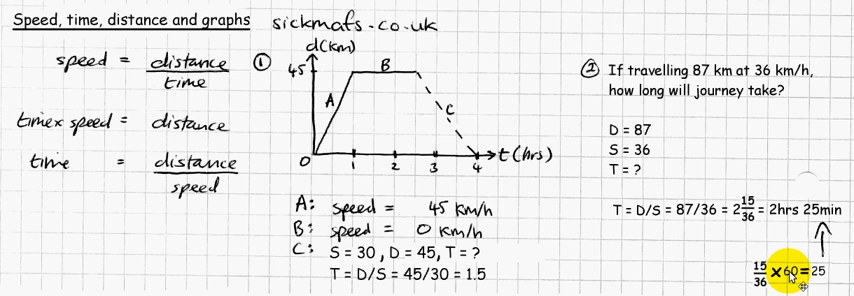 Speed, time, distance and graphs
sickmafs.co.uk
speed = distance
time
time x speed = distance
time = distance
speed
① d(km)
45
A
B
C
0 1 2 3 4 t(hrs)
A: speed = 45 km/h
B: speed = 0 km/h
C: S = 30 , D = 45, T = ?
T = D/S = 45/30 = 1.5
② If travelling 87 km at 36 km/h,
how long will journey take?
D = 87
S = 36
T = ?
T = D/S = 87/36 = 2 15/36 = 2hrs 25min
15/36 x 60 = 25